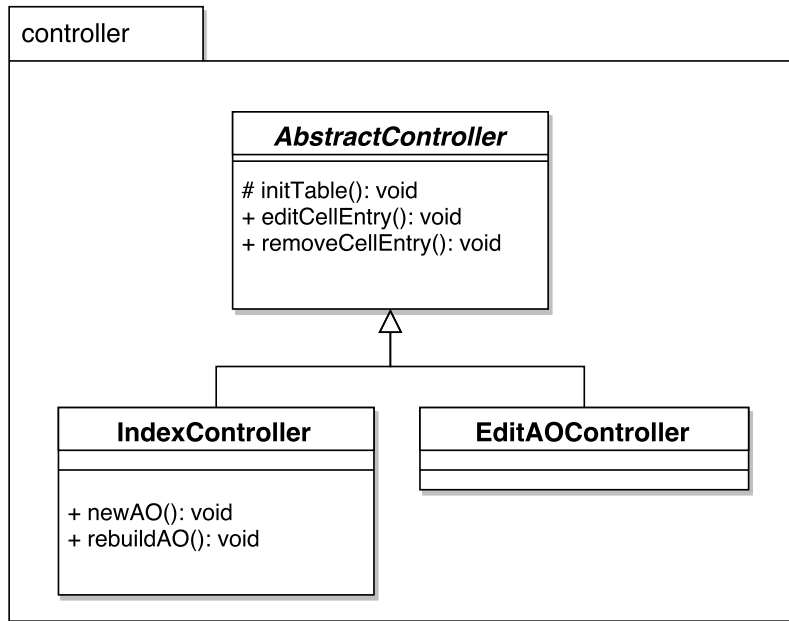 controller
AbstractController
# initTable(): void
+ editCellEntry(): void
+ removeCellEntry(): void
IndexController
+ newAO(): void
+ rebuildAO(): void
EditAOController